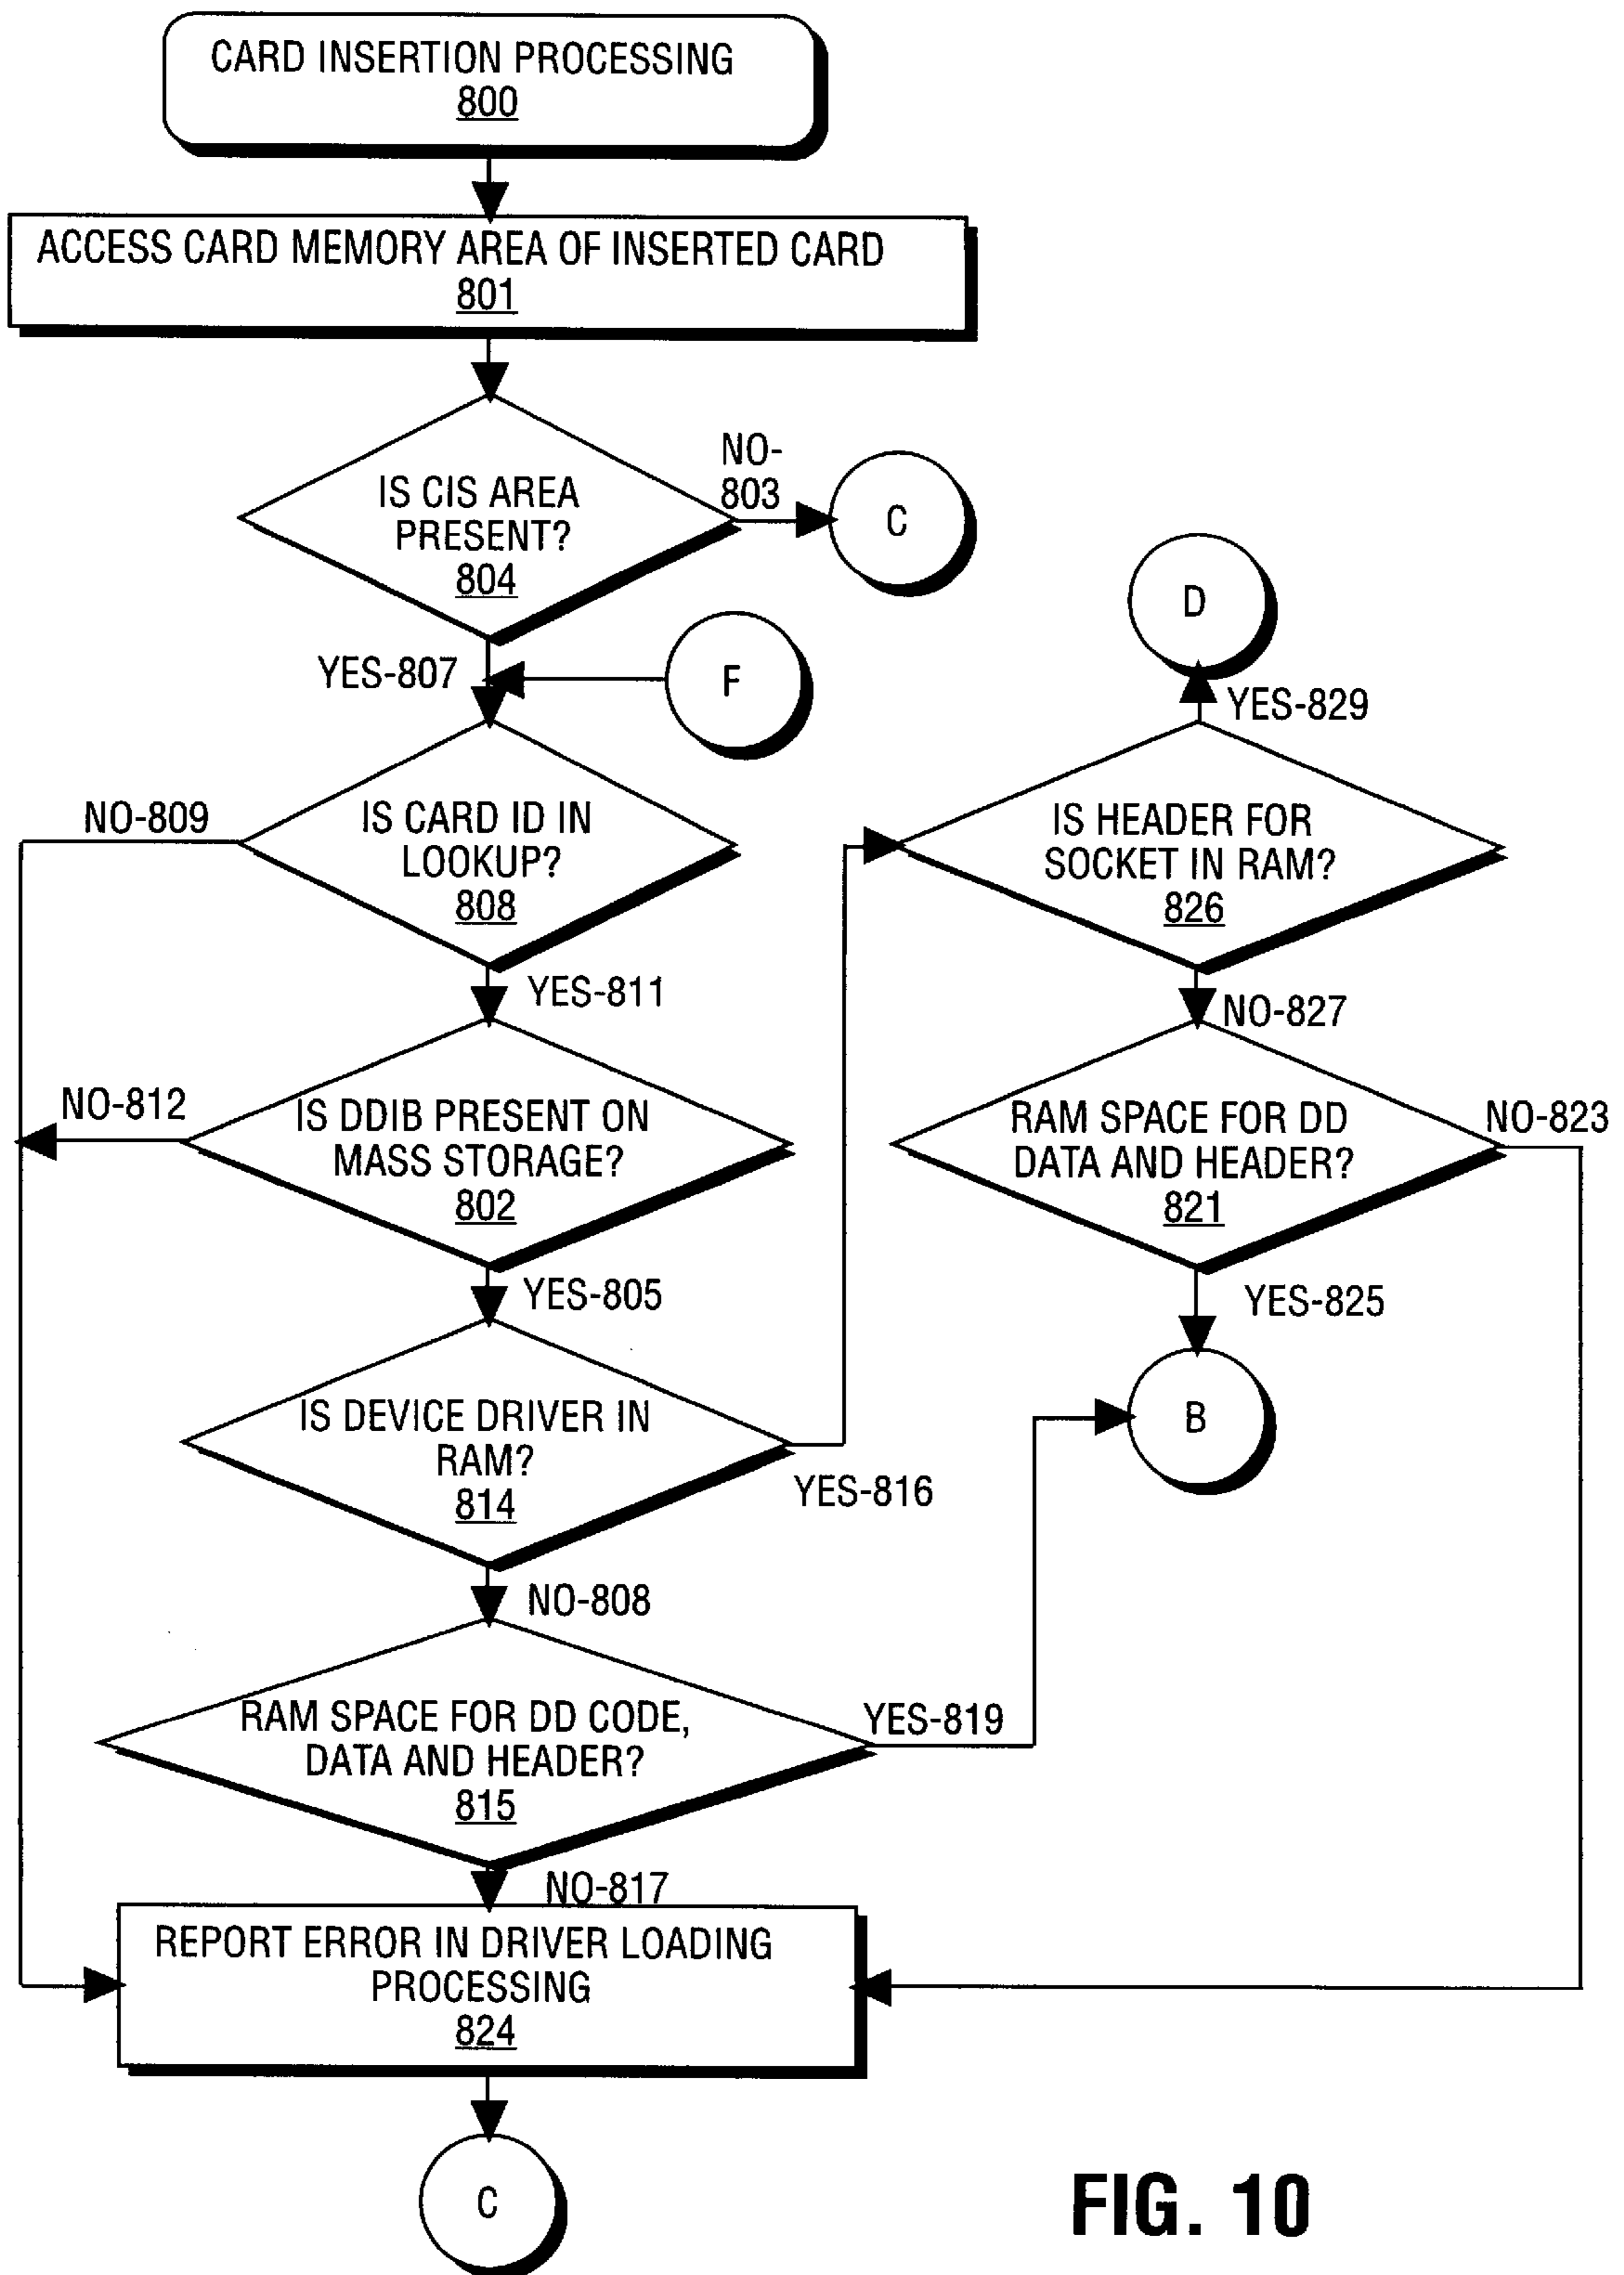 CARD INSERTION PROCESSING
800
ACCESS CARD MEMORY AREA OF INSERTED CARD
801
IS CIS AREA
PRESENT?
804
NO-
803
C
YES-807
F
D
YES-829
NO-809
IS CARD ID IN
LOOKUP?
808
IS HEADER FOR
SOCKET IN RAM?
826
YES-811
NO-827
NO-812
IS DDIB PRESENT ON
MASS STORAGE?
802
RAM SPACE FOR DD
DATA AND HEADER?
821
NO-823
YES-805
YES-825
IS DEVICE DRIVER IN
RAM?
814
YES-816
B
NO-808
RAM SPACE FOR DD CODE,
DATA AND HEADER?
815
YES-819
NO-817
REPORT ERROR IN DRIVER LOADING
PROCESSING
824
C
FIG. 10